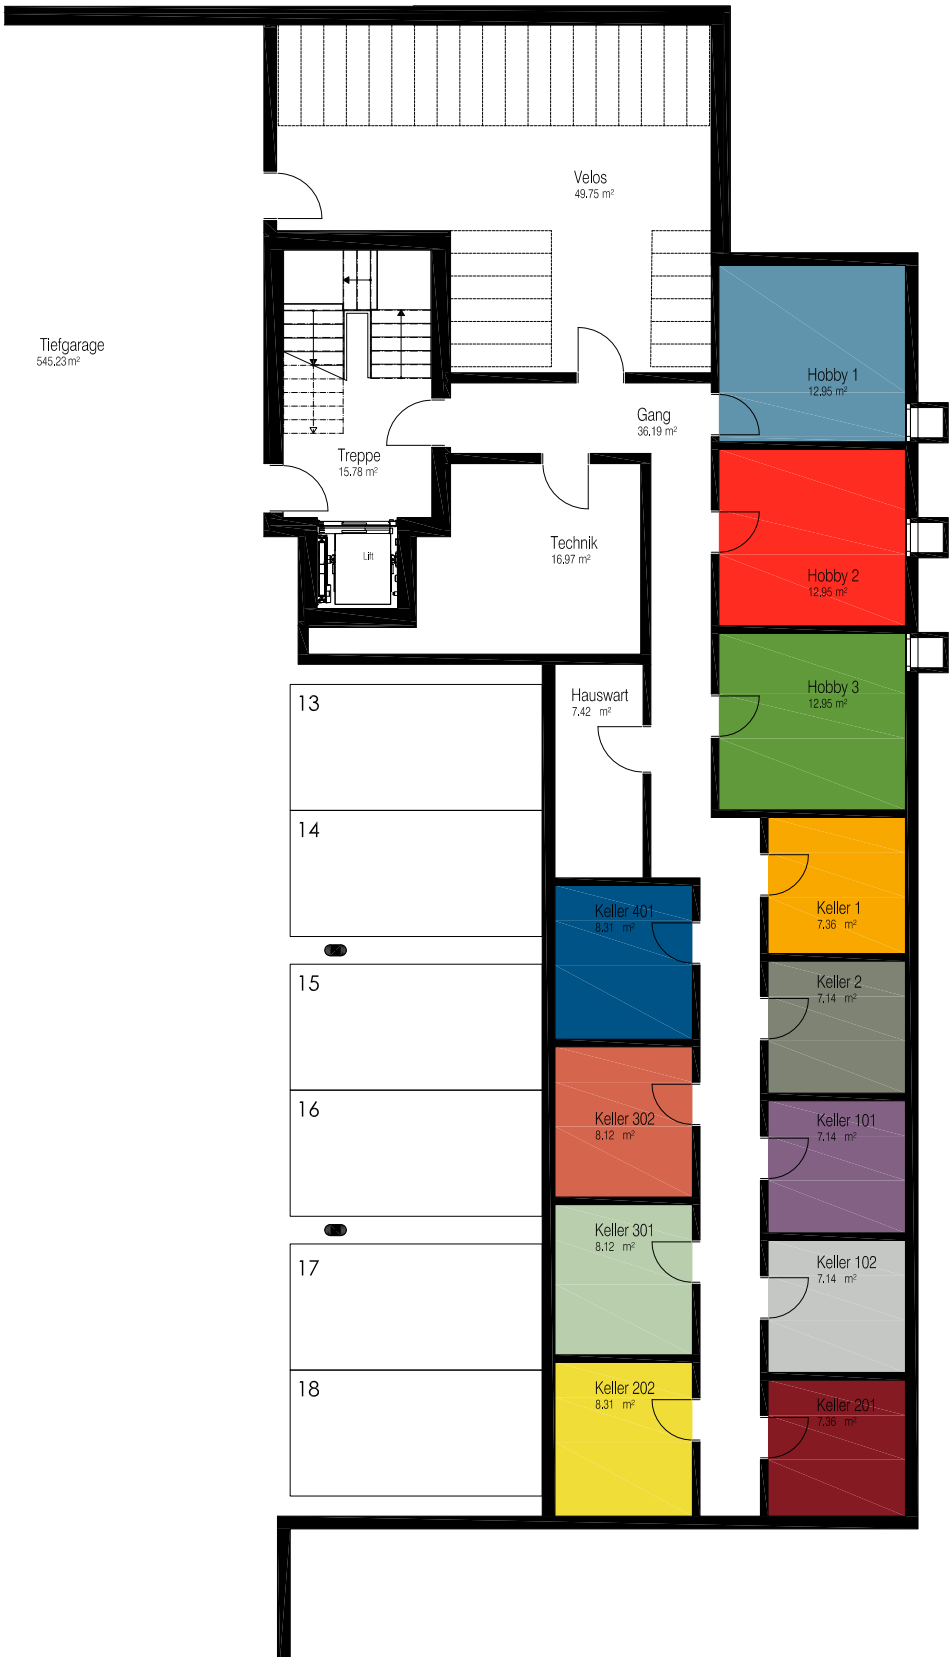 Velos
49.75 m²
Tiefgarage
545.23 m²
Hobby 1
12.95 m²
Gang
36.19 m²
Treppe
15.78 m²
Technik
16.97 m²
Lift
Hobby 2
12.95 m²
Hobby 3
12.95 m²
Hauswart
7.42 m²
13
14
Keller 1
7.36 m²
Keller 401
8.31 m²
15
Keller 2
7.14 m²
16
Keller 302
8.12 m²
Keller 101
7.14 m²
Keller 301
8.12 m²
17
Keller 102
7.14 m²
18
Keller 202
8.31 m²
Keller 201
7.36 m²